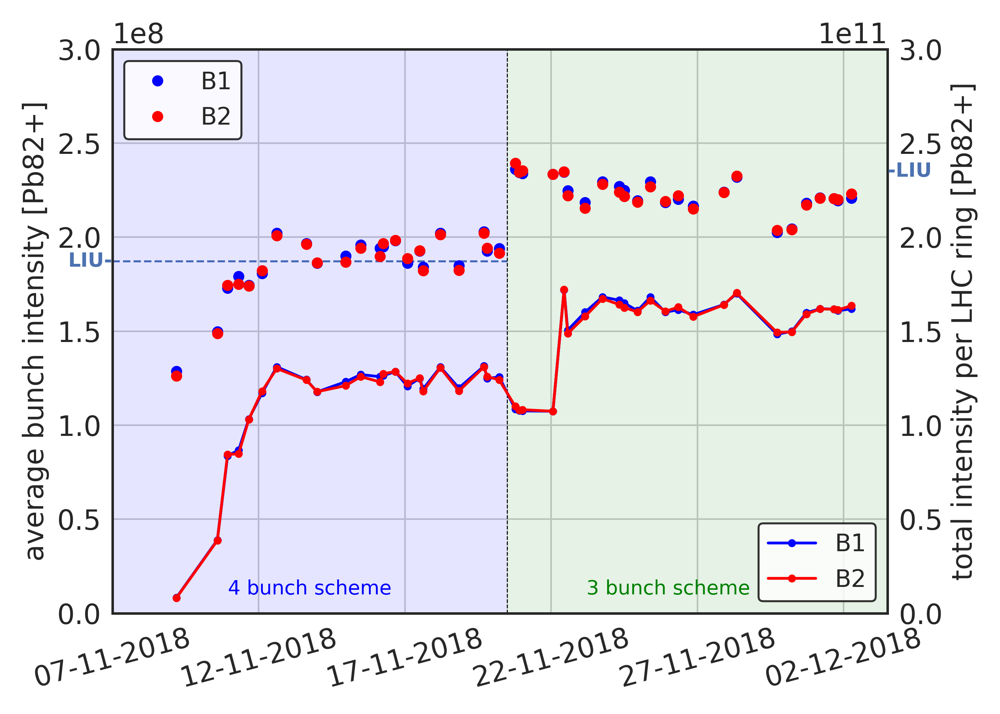 1e8
1e11
3.0
2.5
2.0
1.5
1.0
0.5
0.0
LIU-
average bunch intensity [Pb82+]
B1
B2
4 bunch scheme
3 bunch scheme
B1
B2
3.0
2.5
2.0
1.5
1.0
0.5
0.0
-LIU
total intensity per LHC ring [Pb82+]
07-11-2018
12-11-2018
17-11-2018
22-11-2018
27-11-2018
02-12-2018